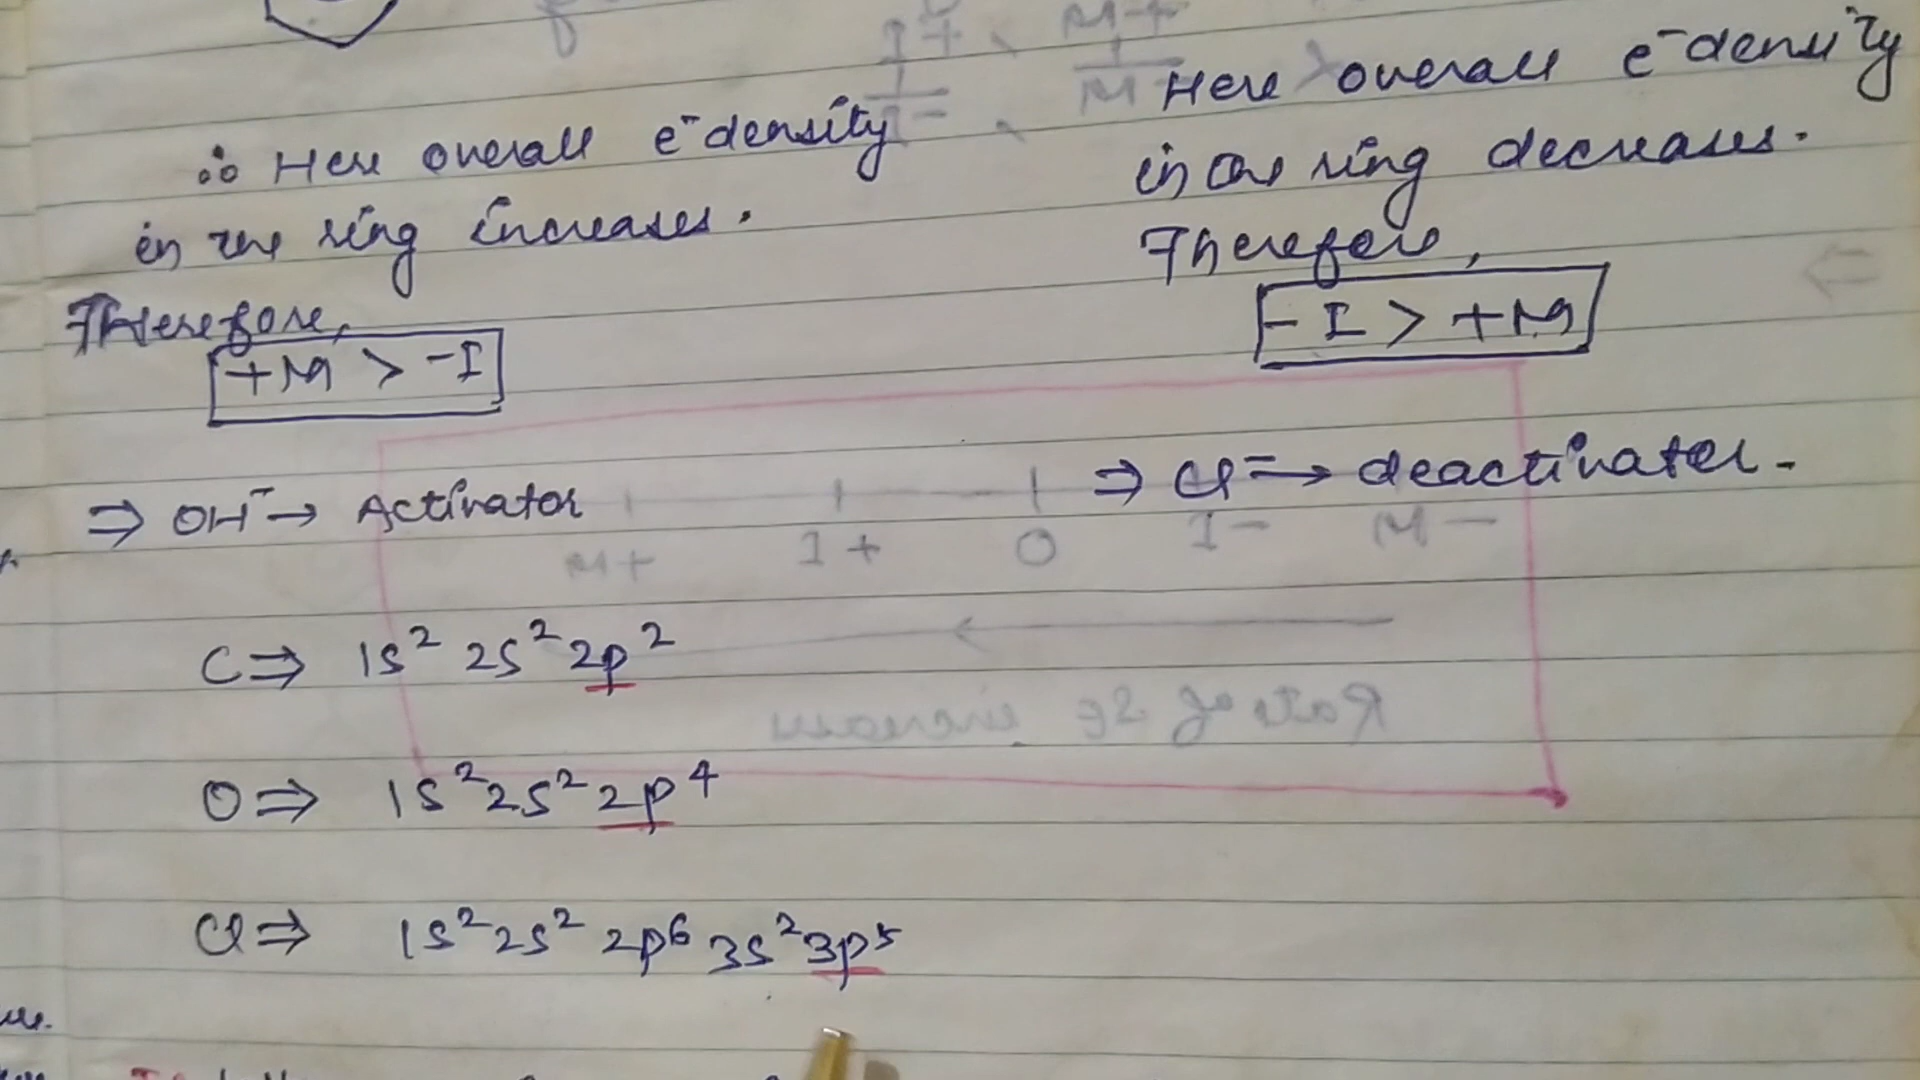 ∴ Here overall e⁻density
in the ring increases.
Therefore,
+M > -I
⇒ OH⁻ → Activator
Here overall e⁻density
in the ring decreases.
Therefore,
-I > +M
⇒ Cl⁻ → deactivator.
C ⇒ 1s² 2s² 2p²
O ⇒ 1s² 2s² 2p⁴
Cl ⇒ 1s² 2s² 2p⁶ 3s² 3p⁵